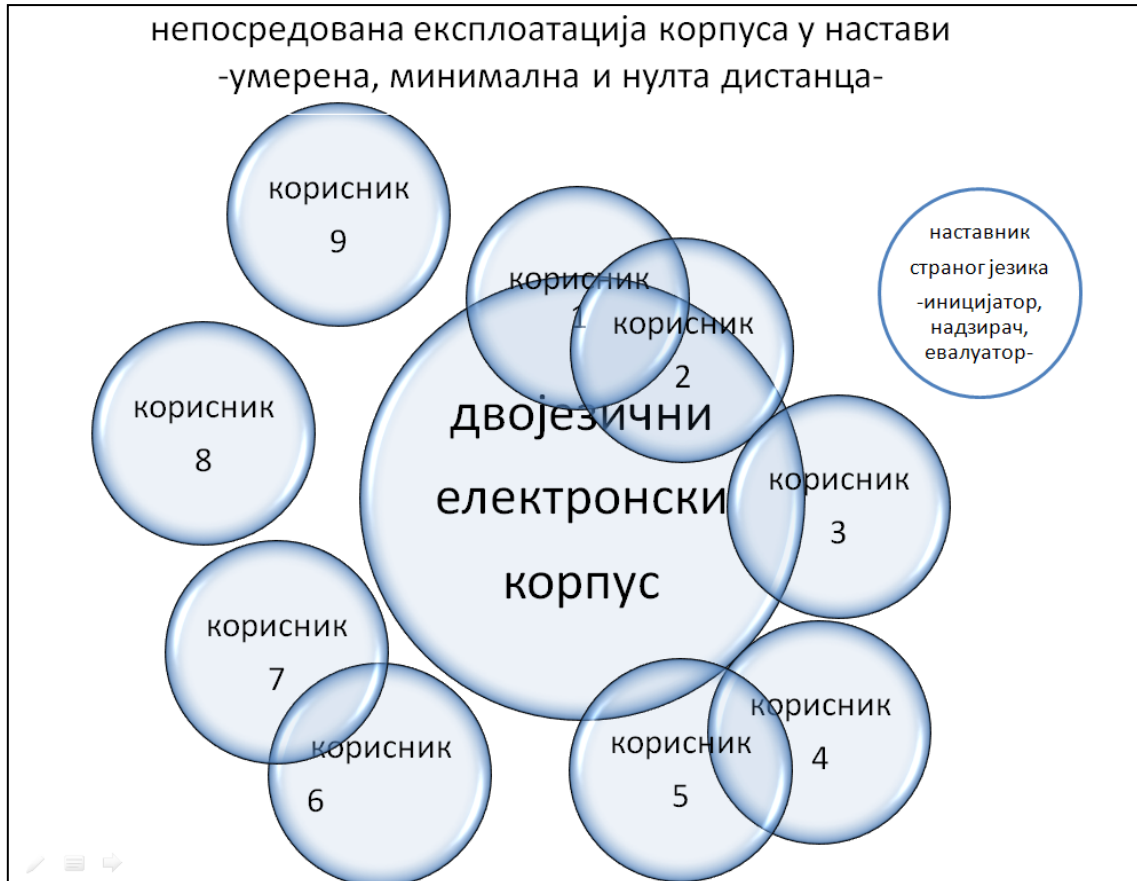 непосредована експлоатација корпуса у настави
-умерена, минимална и нулта дистанца-
корисник
9
корисник
1
корисник
2
наставник
страног језика
-иницијатор,
надзирач,
евалуатор-
корисник
8
двојезични
електронски
корпус
корисник
3
корисник
7
корисник
6
корисник
5
корисник
4